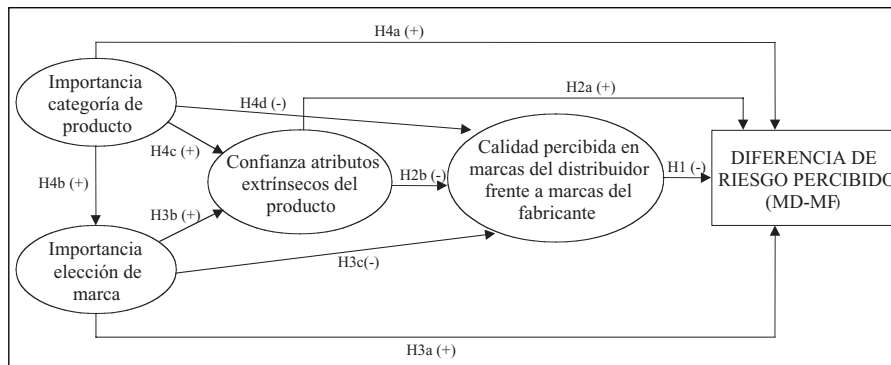 H4a (+)
Importancia
categoría de
producto
H4d (-)
H2a (+)
H4c (+)
H4b (+)
Confianza atributos
extrínsecos del
producto
H2b (-)
Calidad percibida en
marcas del distribuidor
frente a marcas del
fabricante
H1 (-)
DIFERENCIA DE
RIESGO PERCIBIDO
(MD-MF)
H3b (+)
Importancia
elección de
marca
H3c(-)
H3a (+)